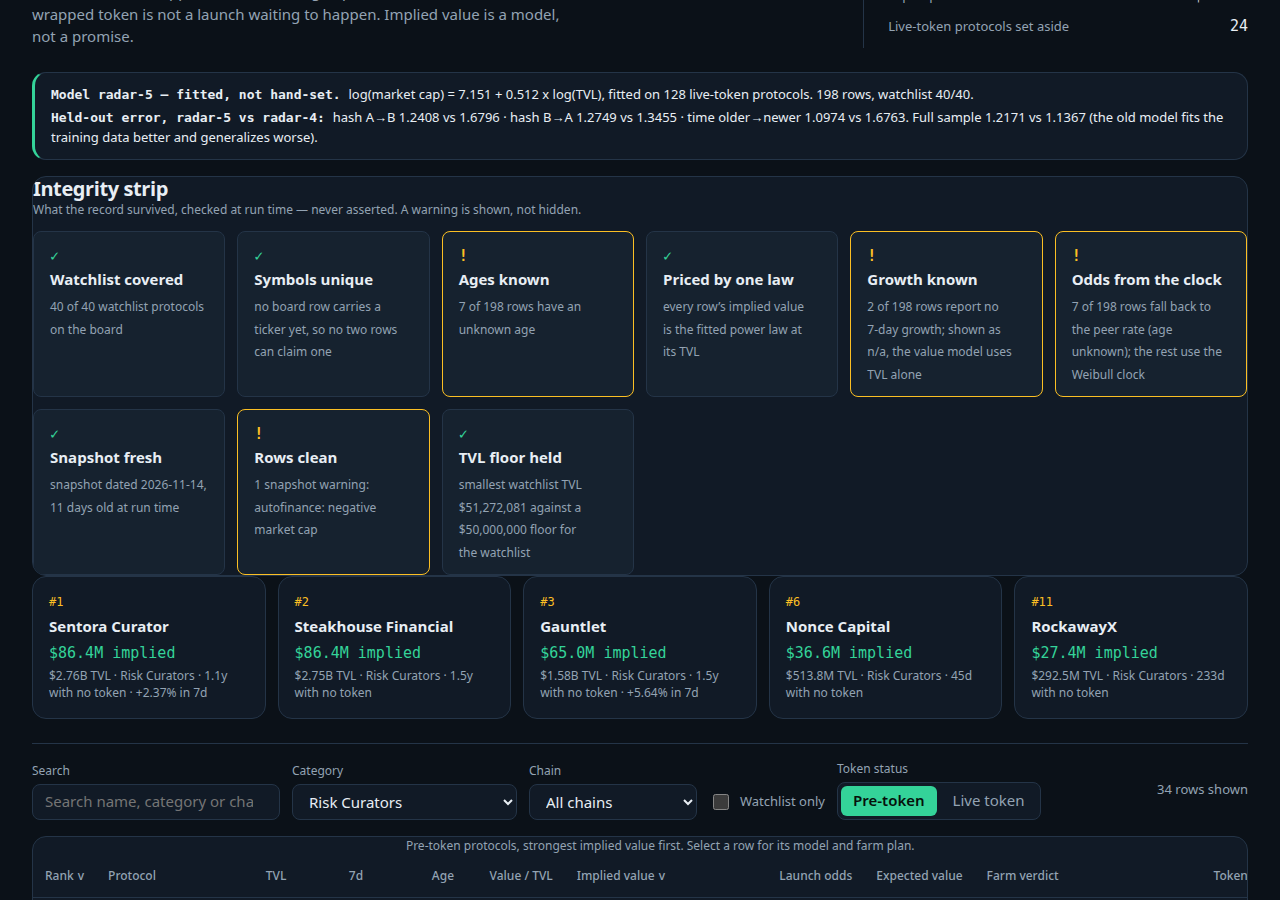 wrapped token is not a launch waiting to happen. Implied value is a model,
not a promise.
Live-token protocols set aside 24
Model radar-5 — fitted, not hand-set. log(market cap) = 7.151 + 0.512 x log(TVL), fitted on 128 live-token protocols. 198 rows, watchlist 40/40.
Held-out error, radar-5 vs radar-4: hash A→B 1.2408 vs 1.6796 · hash B→A 1.2749 vs 1.3455 · time older→newer 1.0974 vs 1.6763. Full sample 1.2171 vs 1.1367 (the old model fits the
training data better and generalizes worse).
Integrity strip
What the record survived, checked at run time — never asserted. A warning is shown, not hidden.
✓
Watchlist covered
40 of 40 watchlist protocols
on the board
✓
Symbols unique
no board row carries a
ticker yet, so no two rows
can claim one
!
Ages known
7 of 198 rows have an
unknown age
✓
Priced by one law
every row's implied value
is the fitted power law at
its TVL
!
Growth known
2 of 198 rows report no
7-day growth; shown as
n/a, the value model uses
TVL alone
!
Odds from the clock
7 of 198 rows fall back to
the peer rate (age
unknown); the rest use the
Weibull clock
✓
Snapshot fresh
snapshot dated 2026-11-14,
11 days old at run time
!
Rows clean
1 snapshot warning:
autofinance: negative
market cap
✓
TVL floor held
smallest watchlist TVL
$51,272,081 against a
$50,000,000 floor for
the watchlist
#1
Sentora Curator
$86.4M implied
$2.76B TVL · Risk Curators · 1.1y
with no token · +2.37% in 7d
#2
Steakhouse Financial
$86.4M implied
$2.75B TVL · Risk Curators · 1.5y
with no token
#3
Gauntlet
$65.0M implied
$1.58B TVL · Risk Curators · 1.5y
with no token · +5.64% in 7d
#6
Nonce Capital
$36.6M implied
$513.8M TVL · Risk Curators · 45d
with no token
#11
RockawayX
$27.4M implied
$292.5M TVL · Risk Curators · 233d
with no token
Search
Search name, category or cha
Category
Risk Curators
Chain
All chains
Watchlist only
Token status
Pre-token Live token
34 rows shown
Pre-token protocols, strongest implied value first. Select a row for its model and farm plan.
Rank v Protocol TVL 7d Age Value / TVL Implied value v Launch odds Expected value Farm verdict Token